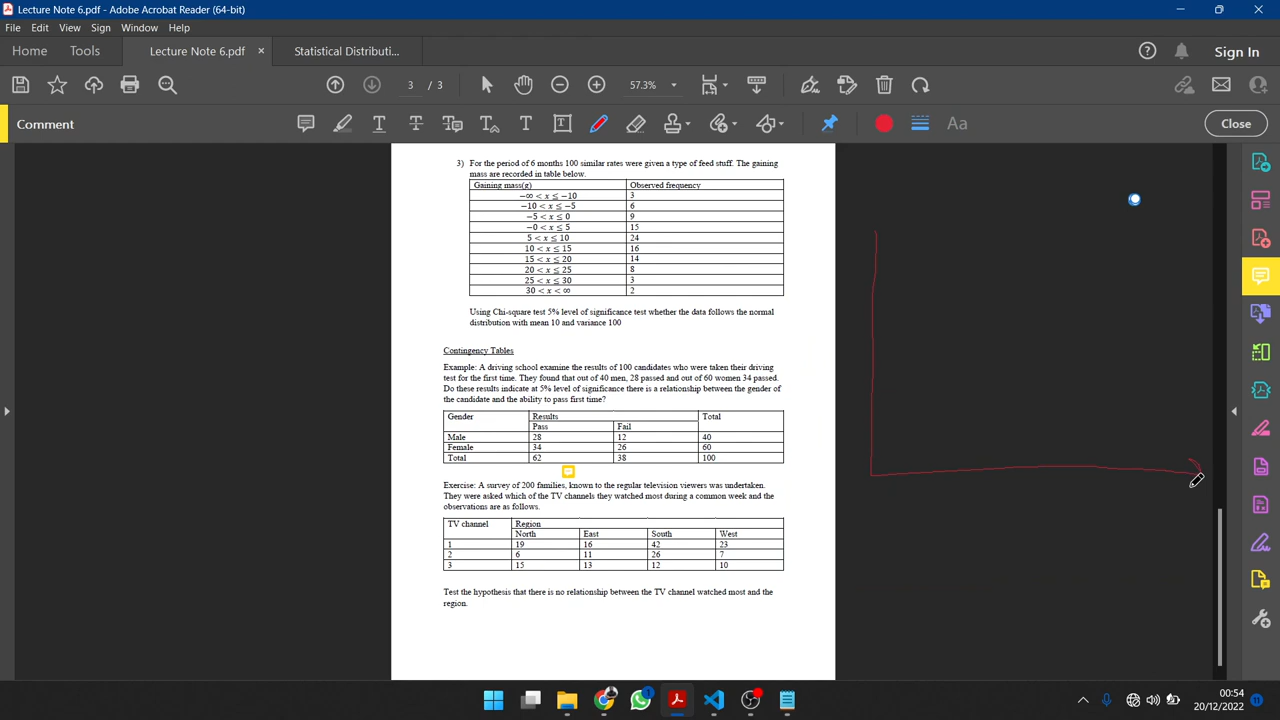 Lecture Note 6.pdf - Adobe Acrobat Reader (64-bit)
File Edit View Sign Window Help
Home Tools Lecture Note 6.pdf × Statistical Distributi... Sign In
3 / 3 57.3%
Comment Close
3) For the period of 6 months 100 similar rates were given a type of feed stuff. The gaining
mass are recorded in table below.
Gaining mass(g) Observed frequency
−∞ < x ≤ −10 3
−10 < x ≤ −5 6
−5 < x ≤ 0 9
−0 < x ≤ 5 15
5 < x ≤ 10 24
10 < x ≤ 15 16
15 < x ≤ 20 14
20 < x ≤ 25 8
25 < x ≤ 30 3
30 < x < ∞ 2
Using Chi-square test 5% level of significance test whether the data follows the normal
distribution with mean 10 and variance 100
Contingency Tables
Example: A driving school examine the results of 100 candidates who were taken their driving
test for the first time. They found that out of 40 men, 28 passed and out of 60 women 34 passed.
Do these results indicate at 5% level of significance there is a relationship between the gender of
the candidate and the ability to pass first time?
Gender Results Total
Pass Fail
Male 28 12 40
Female 34 26 60
Total 62 38 100
Exercise: A survey of 200 families, known to the regular television viewers was undertaken.
They were asked which of the TV channels they watched most during a common week and the
observations are as follows.
TV channel Region
North East South West
1 19 16 42 23
2 6 11 26 7
3 15 13 12 10
Test the hypothesis that there is no relationship between the TV channel watched most and the
region.
1
00:54
20/12/2022